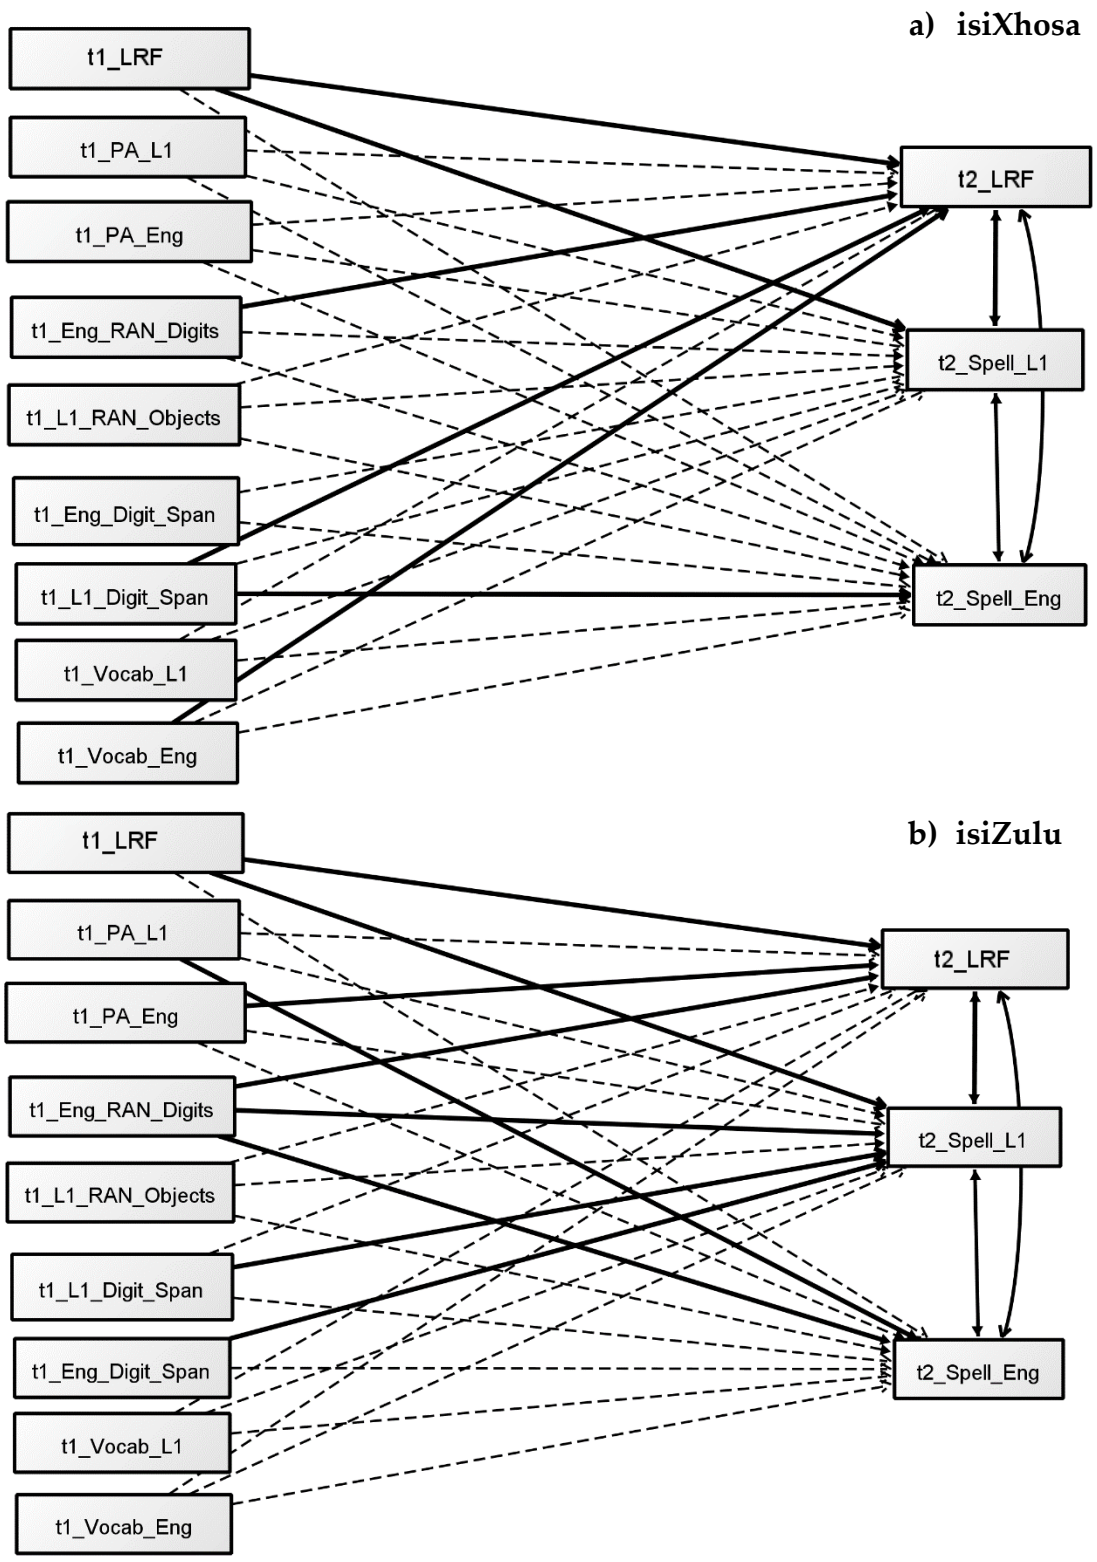 a) isiXhosa
t1_LRF
t1_PA_L1
t2_LRF
t1_PA_Eng
t1_Eng_RAN_Digits
t2_Spell_L1
t1_L1_RAN_Objects
t1_Eng_Digit_Span
t1_L1_Digit_Span
t2_Spell_Eng
t1_Vocab_L1
t1_Vocab_Eng
b) isiZulu
t1_LRF
t1_PA_L1
t2_LRF
t1_PA_Eng
t1_Eng_RAN_Digits
t2_Spell_L1
t1_L1_RAN_Objects
t1_L1_Digit_Span
t1_Eng_Digit_Span
t2_Spell_Eng
t1_Vocab_L1
t1_Vocab_Eng